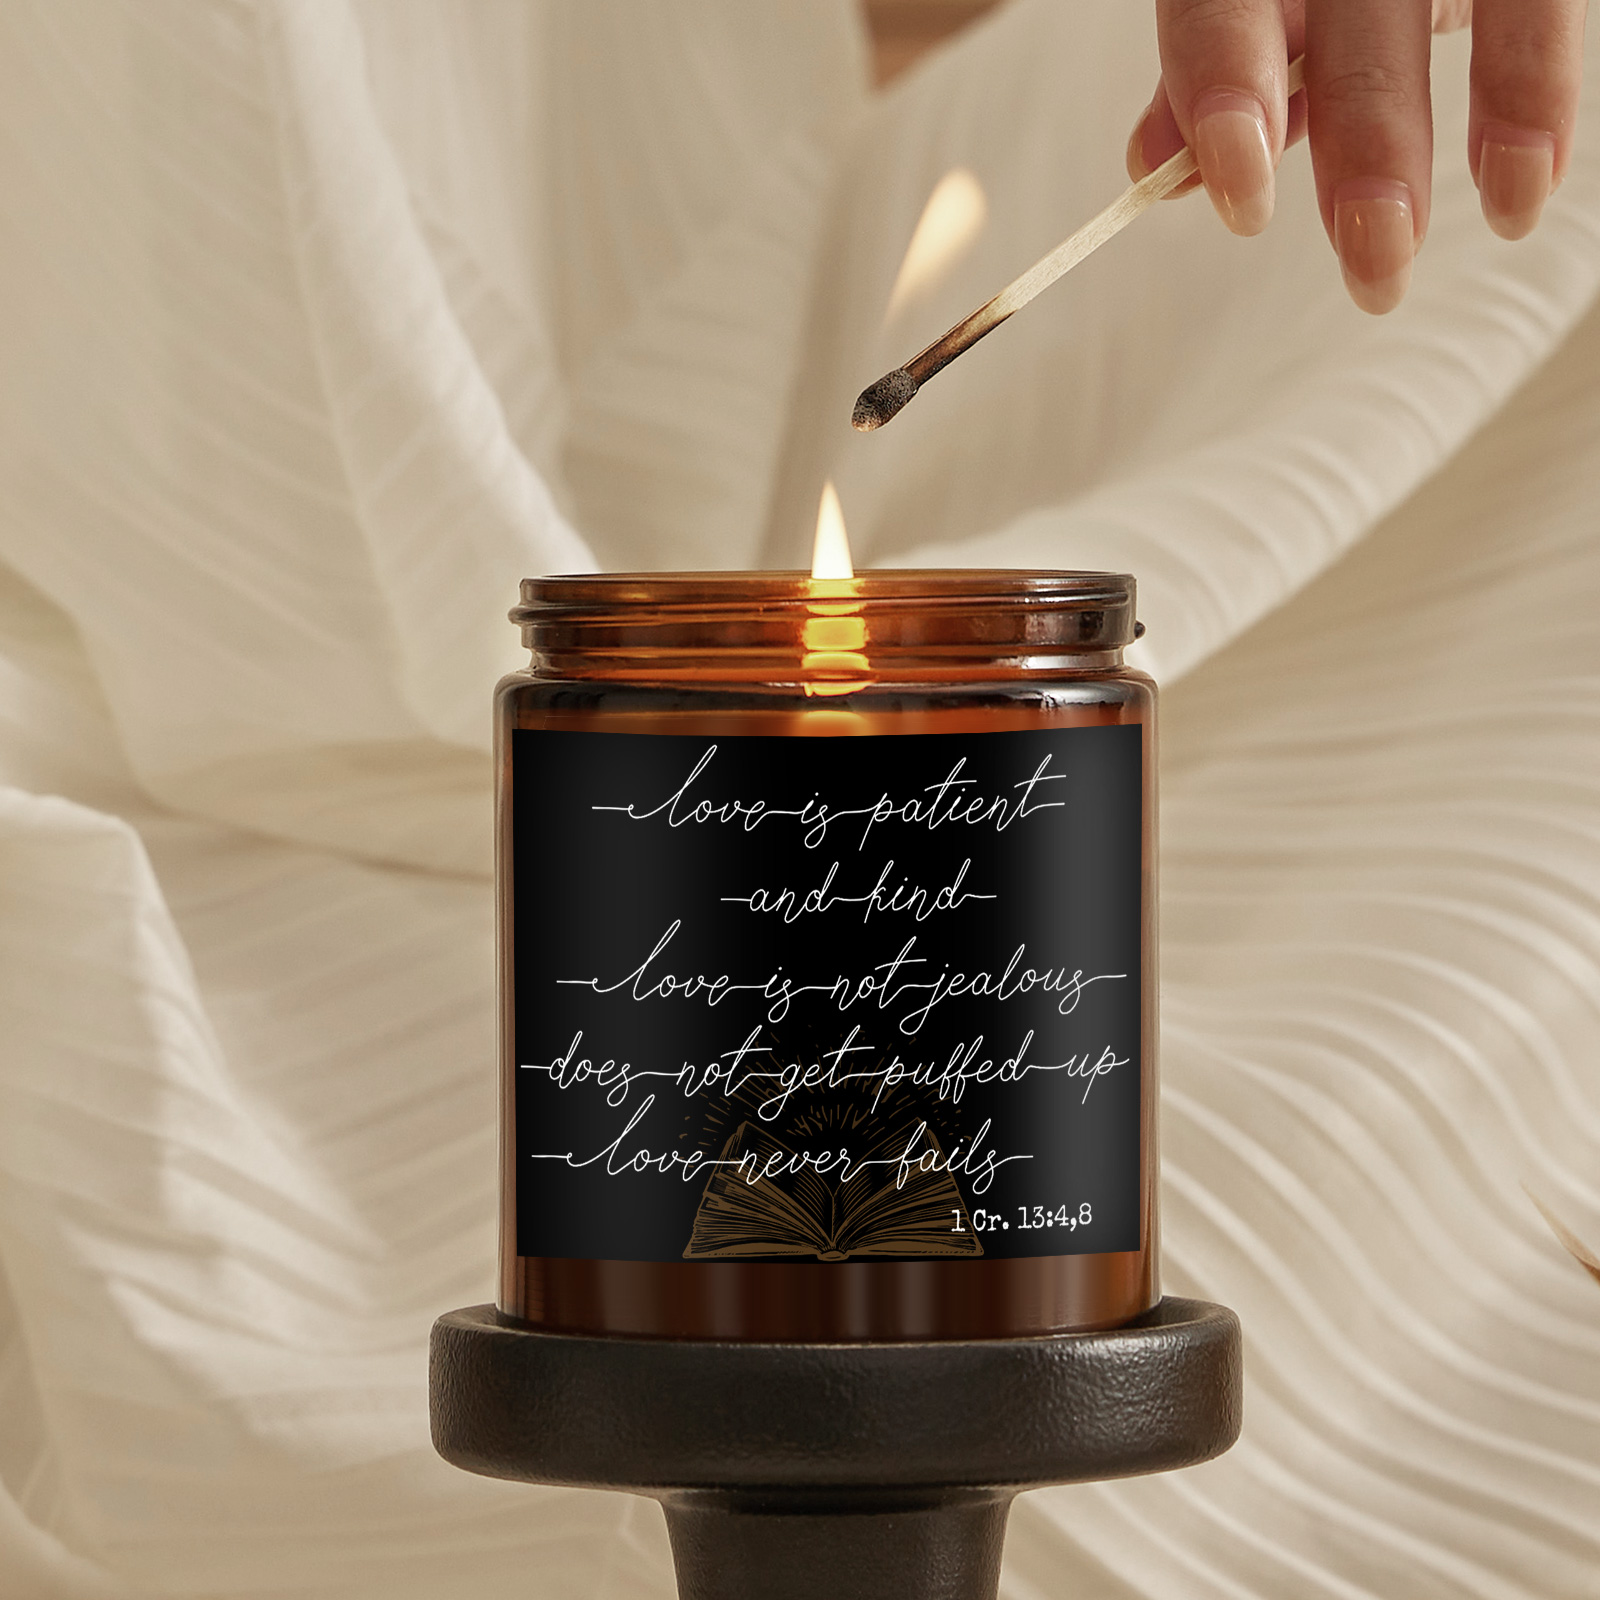 love is patient
and kind
love is not jealous
does not get puffed up
love never fails
1 Cr. 13:4,8